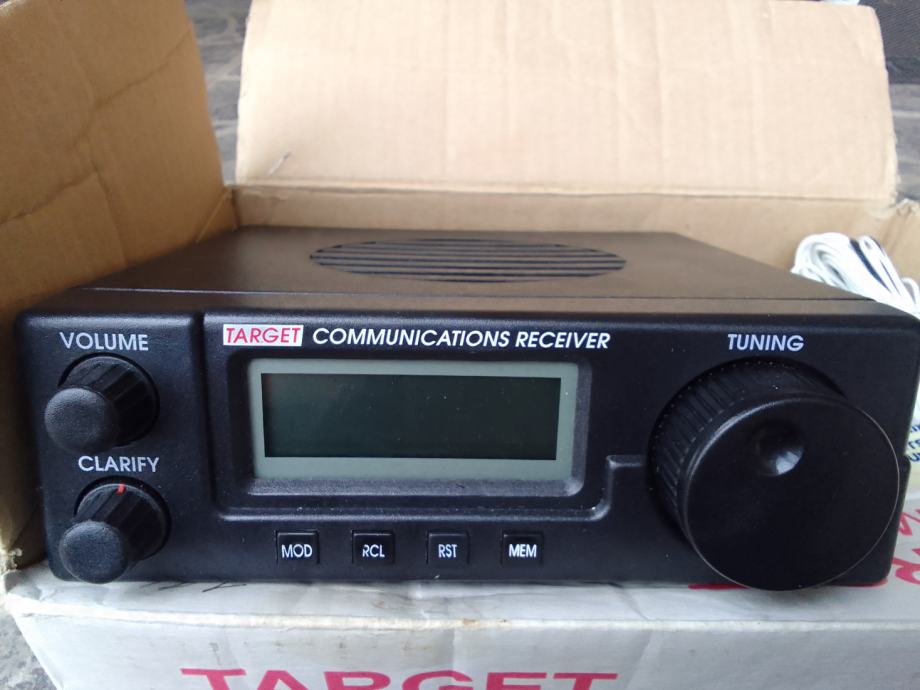 VOLUME
TARGET COMMUNICATIONS RECEIVER
TUNING
CLARIFY
MOD
RCL
RST
MEM
TARGET